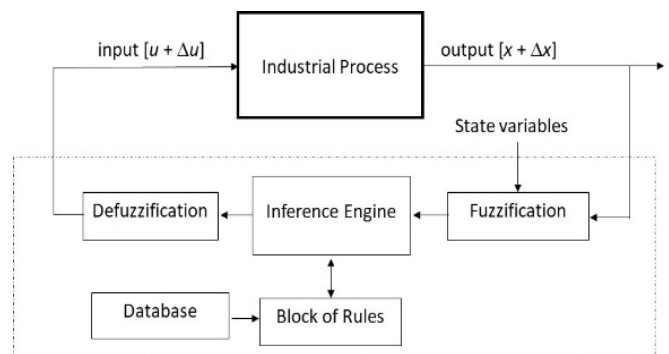 input [u + Δu]
Industrial Process
output [x + Δx]
State variables
Defuzzification
Inference Engine
Fuzzification
Database
Block of Rules